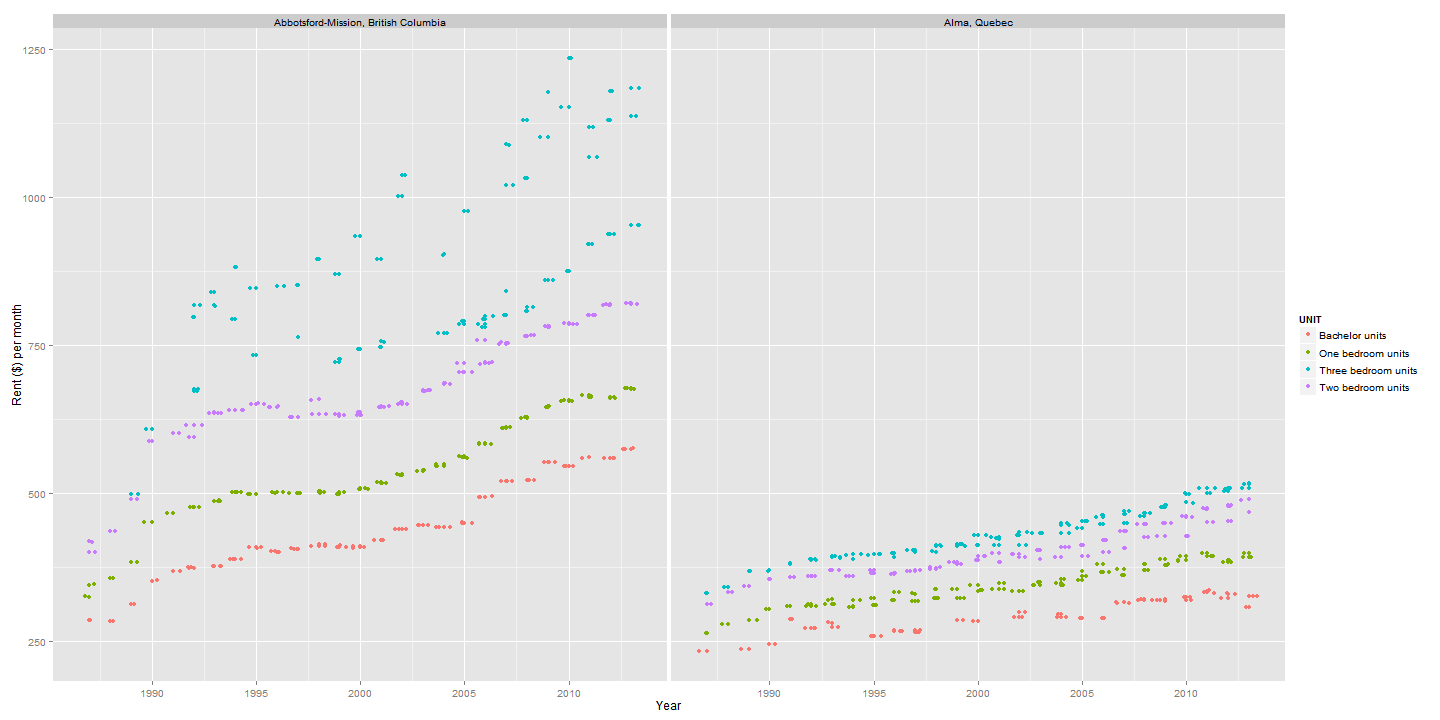 Abbotsford-Mission, British Columbia
Alma, Quebec
1250
1000
750
500
250
Rent ($) per month
1990 1995 2000 2005 2010
1990 1995 2000 2005 2010
Year
UNIT
Bachelor units
One bedroom units
Three bedroom units
Two bedroom units